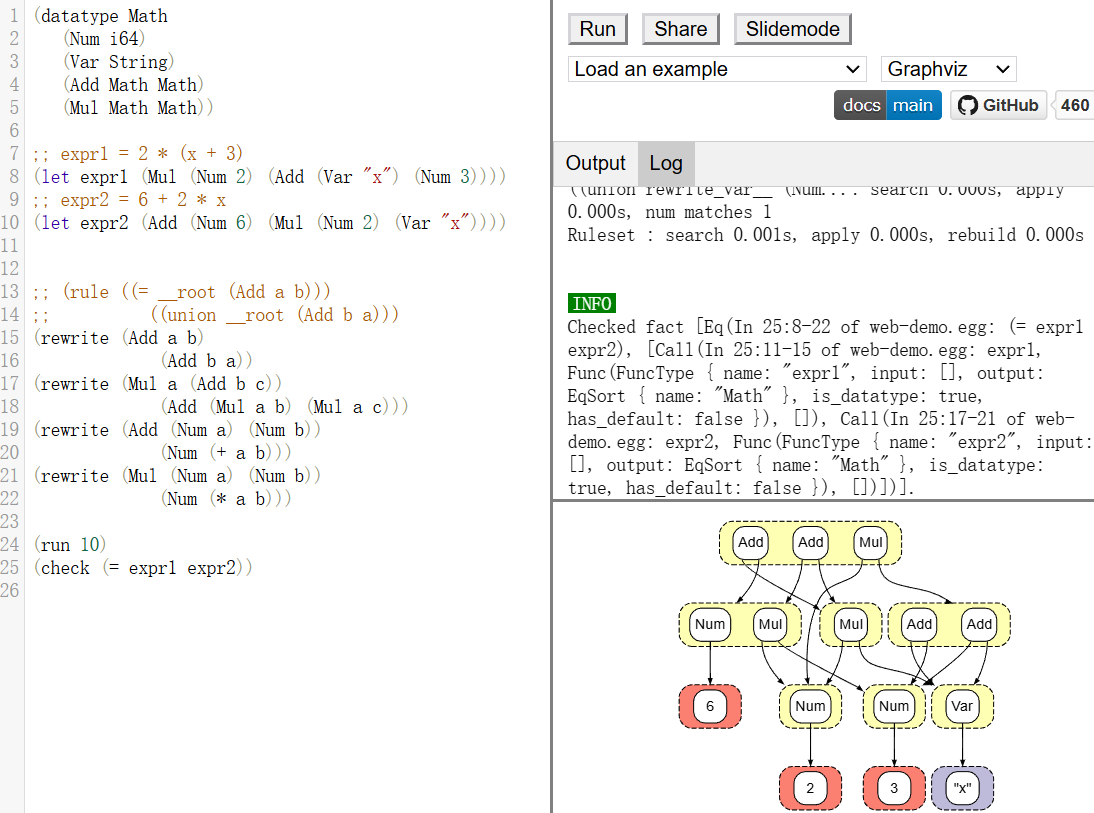 1 (datatype Math
2 (Num i64)
3 (Var String)
4 (Add Math Math)
5 (Mul Math Math))
6
7 ;; expr1 = 2 * (x + 3)
8 (let expr1 (Mul (Num 2) (Add (Var "x") (Num 3))))
9 ;; expr2 = 6 + 2 * x
10 (let expr2 (Add (Num 6) (Mul (Num 2) (Var "x"))))
11
12
13 ;; (rule ((= __root (Add a b)))
14 ;; ((union __root (Add b a)))
15 (rewrite (Add a b)
16 (Add b a))
17 (rewrite (Mul a (Add b c))
18 (Add (Mul a b) (Mul a c)))
19 (rewrite (Add (Num a) (Num b))
20 (Num (+ a b)))
21 (rewrite (Mul (Num a) (Num b))
22 (Num (* a b)))
23
24 (run 10)
25 (check (= expr1 expr2))
26
Run Share Slidemode
Load an example Graphviz
docs main GitHub 460
Output Log
((union rewrite_var__ (Num... search 0.000s, apply
0.000s, num matches 1
Ruleset : search 0.001s, apply 0.000s, rebuild 0.000s
INFO
Checked fact [Eq(In 25:8-22 of web-demo.egg: (= expr1
expr2), [Call(In 25:11-15 of web-demo.egg: expr1,
Func(FuncType { name: "expr1", input: [], output:
EqSort { name: "Math" }, is_datatype: true,
has_default: false }), []), Call(In 25:17-21 of web-
demo.egg: expr2, Func(FuncType { name: "expr2", input:
[], output: EqSort { name: "Math" }, is_datatype:
true, has_default: false }), [])])].
Add Add Mul
Num Mul Mul Add Add
6 Num Num Var
2 3 "x"